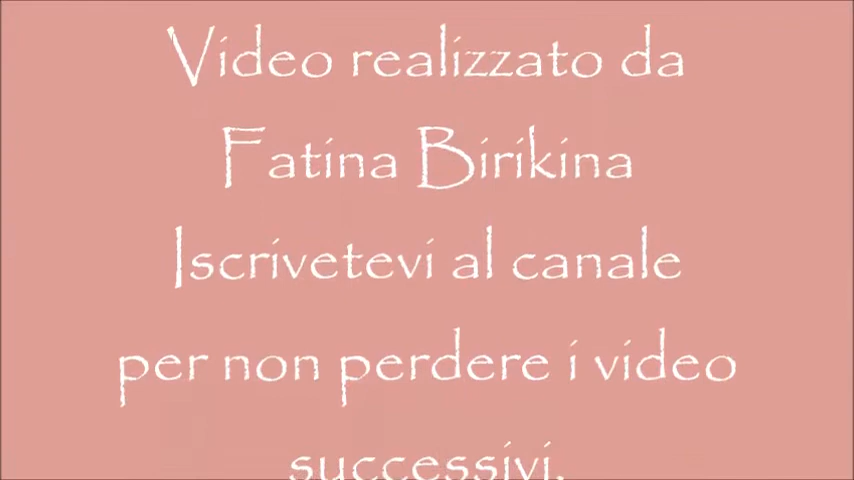 Video realizzato da
Fatina Birikina
Iscrivetevi al canale
per non perdere i video
successivi.